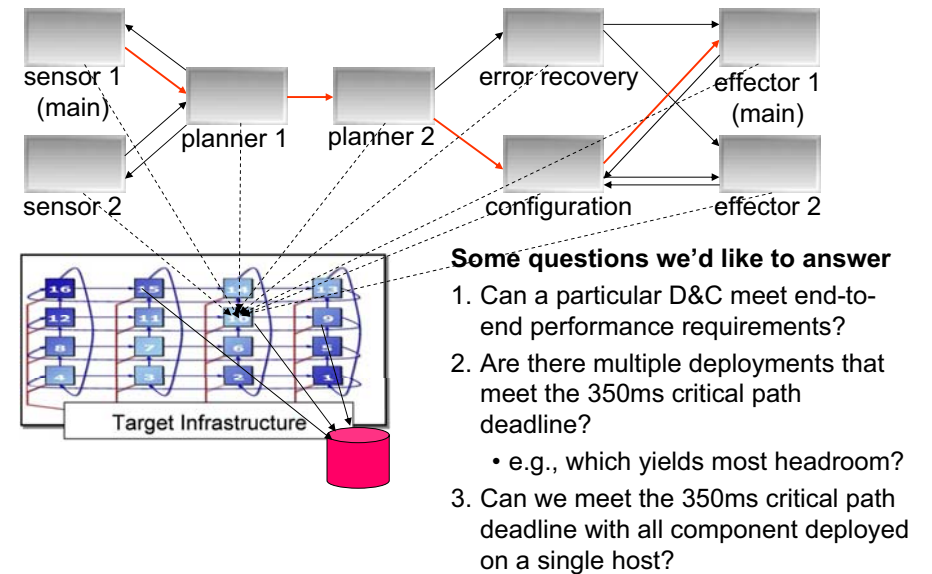 sensor 1
(main)
planner 1
planner 2
error recovery
effector 1
(main)
sensor 2
configuration
effector 2
16
15
13
12
11
9
8
7
6
5
4
3
2
1
Target Infrastructure
Some questions we’d like to answer
1. Can a particular D&C meet end-to-
end performance requirements?
2. Are there multiple deployments that
meet the 350ms critical path
deadline?
• e.g., which yields most headroom?
3. Can we meet the 350ms critical path
deadline with all component deployed
on a single host?